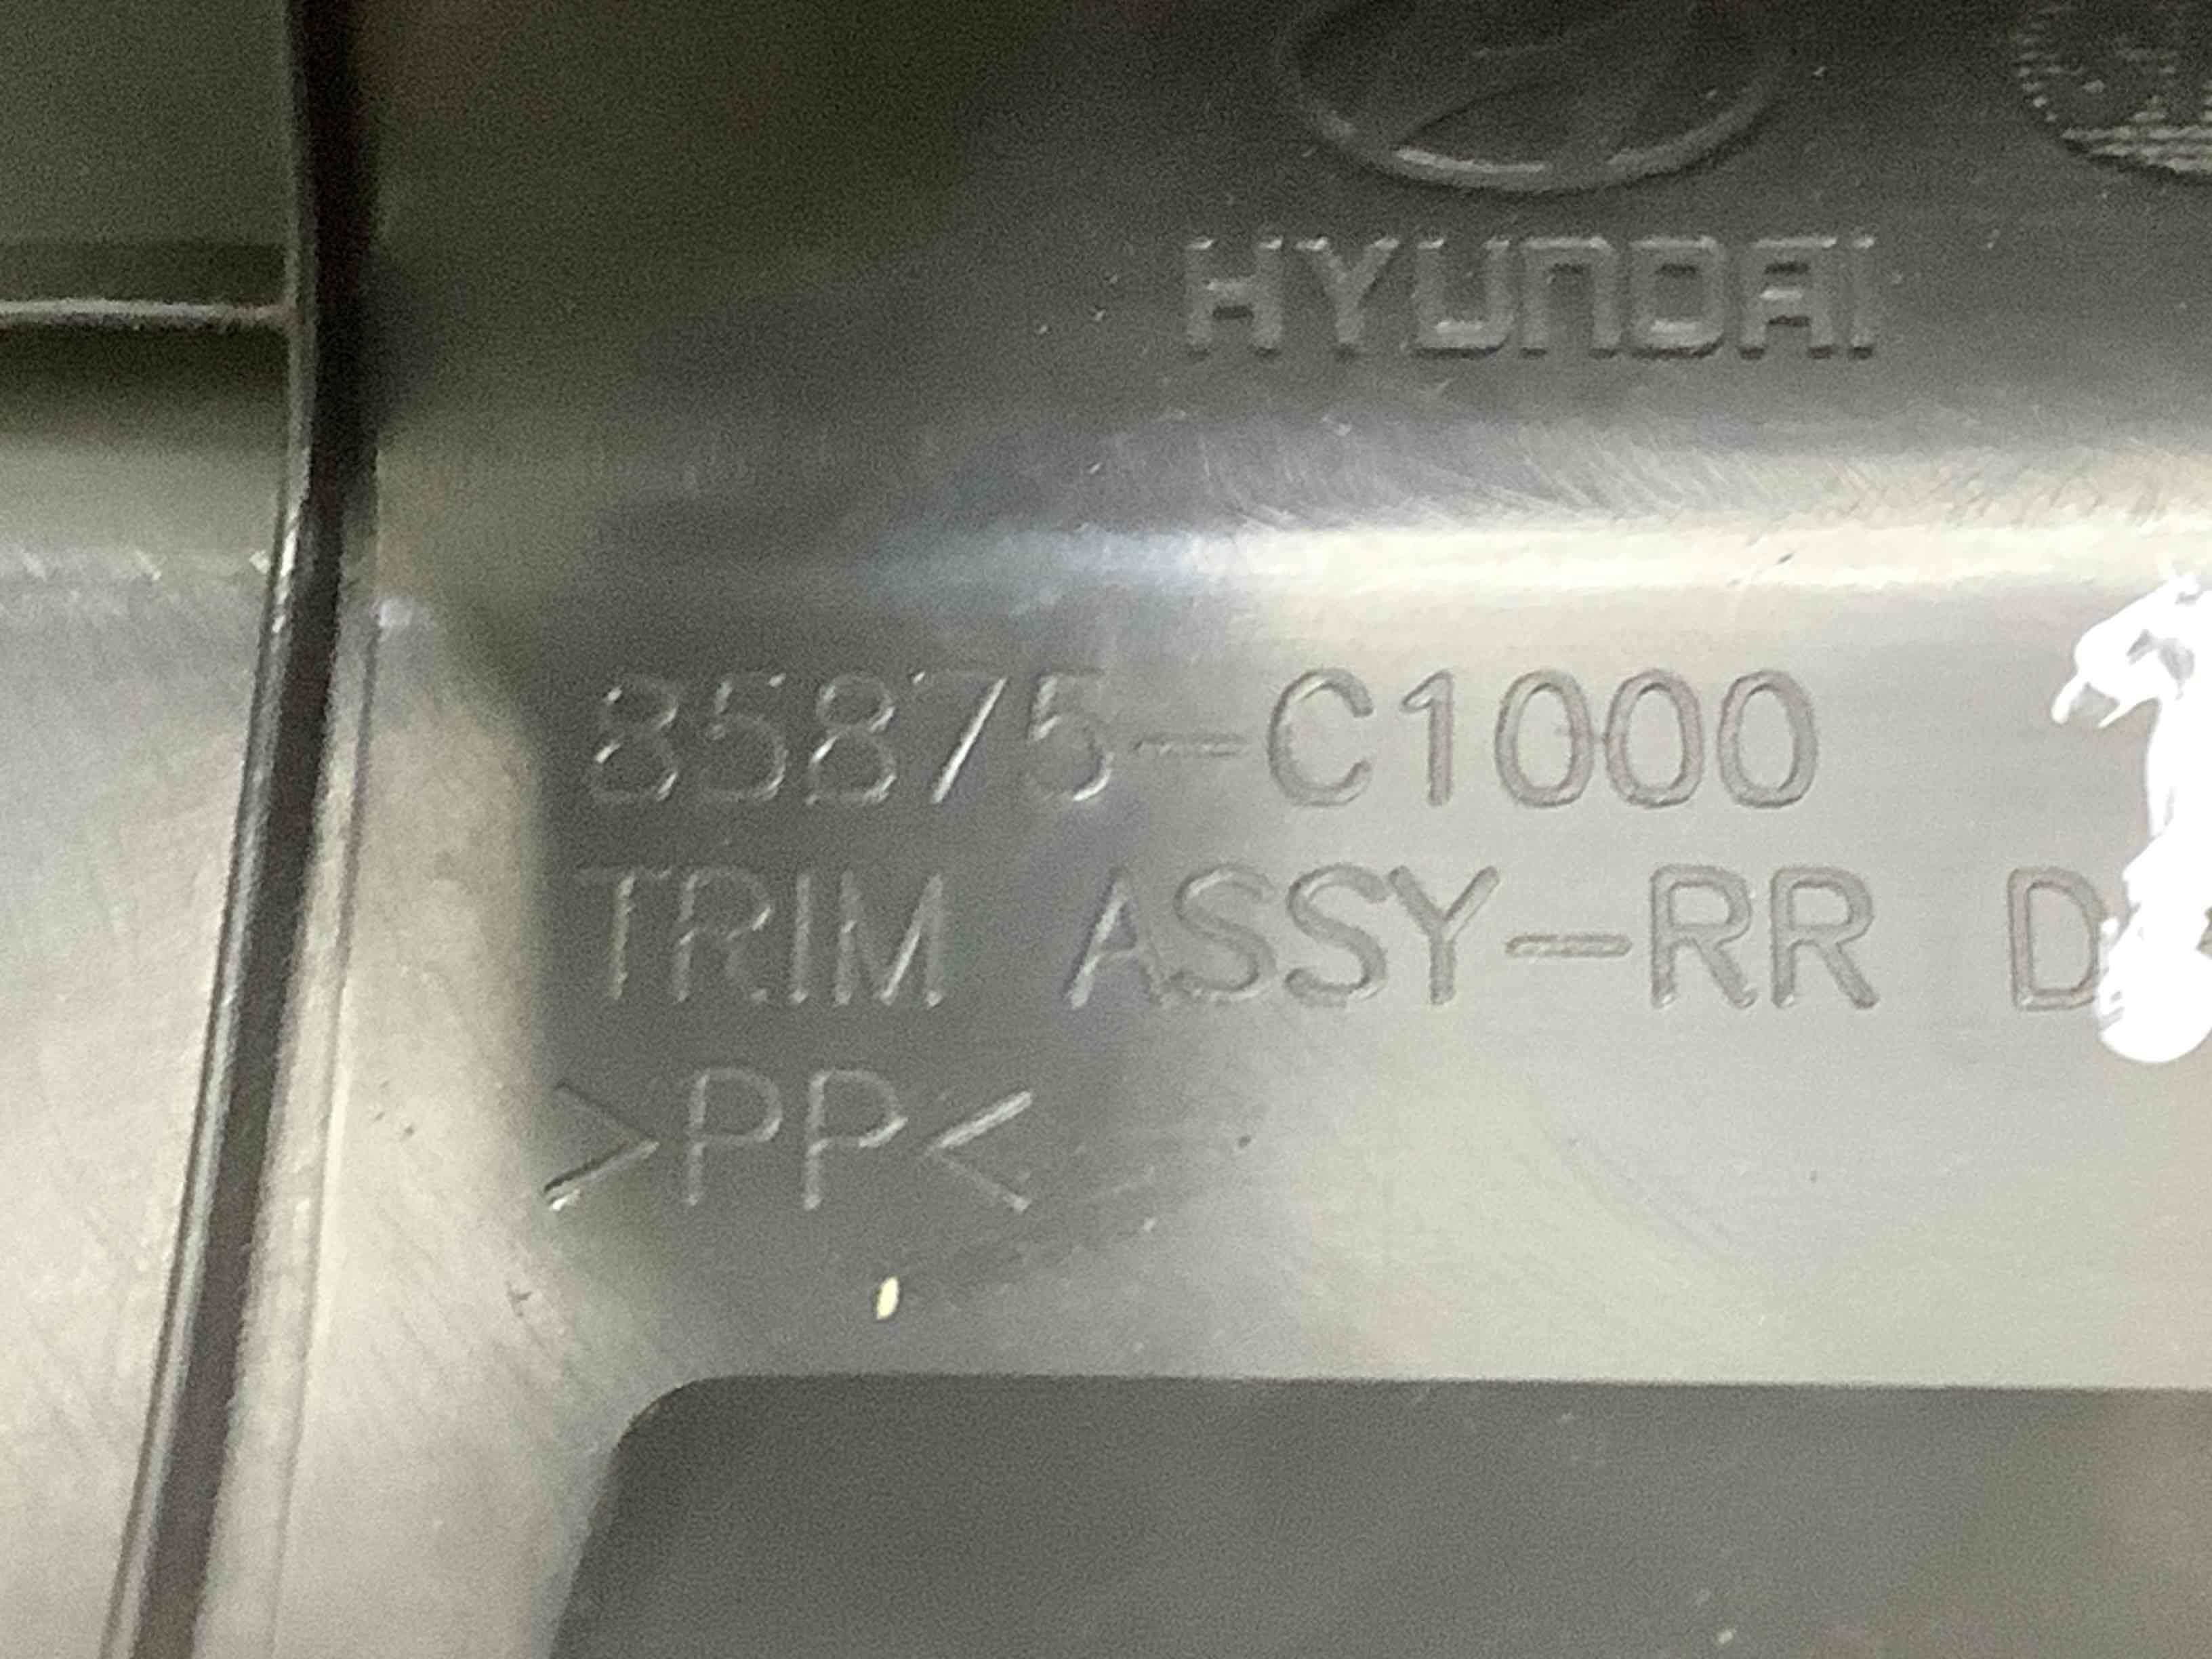 HYUNDAI
85875-C1000
TRIM ASSY-RR D
>PP<